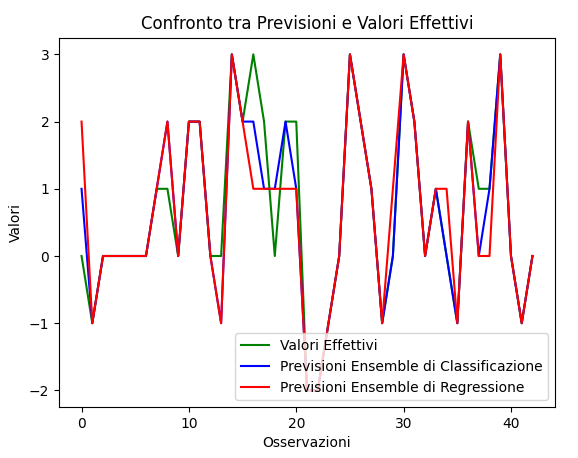 Confronto tra Previsioni e Valori Effettivi
Valori
3
2
1
0
−1
−2
Valori Effettivi
Previsioni Ensemble di Classificazione
Previsioni Ensemble di Regressione
0 10 20 30 40
Osservazioni